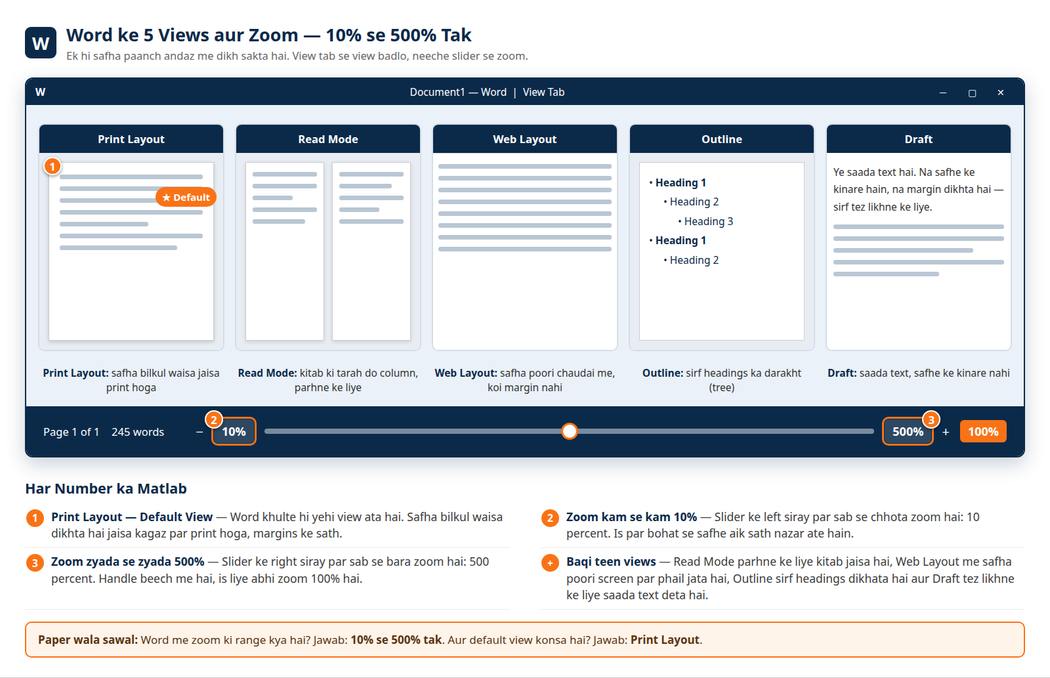 W
Word ke 5 Views aur Zoom — 10% se 500% Tak
Ek hi safha paanch andaz me dikh sakta hai. View tab se view badlo, neeche slider se zoom.
W
Document1 — Word | View Tab
Print Layout
Read Mode
Web Layout
Outline
Draft
1
★ Default
• Heading 1
• Heading 2
• Heading 3
• Heading 1
• Heading 2
Ye saada text hai. Na safhe ke
kinare hain, na margin dikhta hai —
sirf tez likhne ke liye.
Print Layout: safha bilkul waisa jaisa
print hoga
Read Mode: kitab ki tarah do column,
parhne ke liye
Web Layout: safha poori chaudai me,
koi margin nahi
Outline: sirf headings ka darakht
(tree)
Draft: saada text, safhe ke kinare nahi
Page 1 of 1 245 words
−
2
10%
500%
3
+
100%
Har Number ka Matlab
1
Print Layout — Default View — Word khulte hi yehi view ata hai. Safha bilkul waisa
dikhta hai jaisa kagaz par print hoga, margins ke sath.
2
Zoom kam se kam 10% — Slider ke left siray par sab se chhota zoom hai: 10
percent. Is par bohat se safhe aik sath nazar ate hain.
3
Zoom zyada se zyada 500% — Slider ke right siray par sab se bara zoom hai: 500
percent. Handle beech me hai, is liye abhi zoom 100% hai.
+
Baqi teen views — Read Mode parhne ke liye kitab jaisa hai, Web Layout me safha
poori screen par phail jata hai, Outline sirf headings dikhata hai aur Draft tez likhne
ke liye saada text deta hai.
Paper wala sawal: Word me zoom ki range kya hai? Jawab: 10% se 500% tak. Aur default view konsa hai? Jawab: Print Layout.